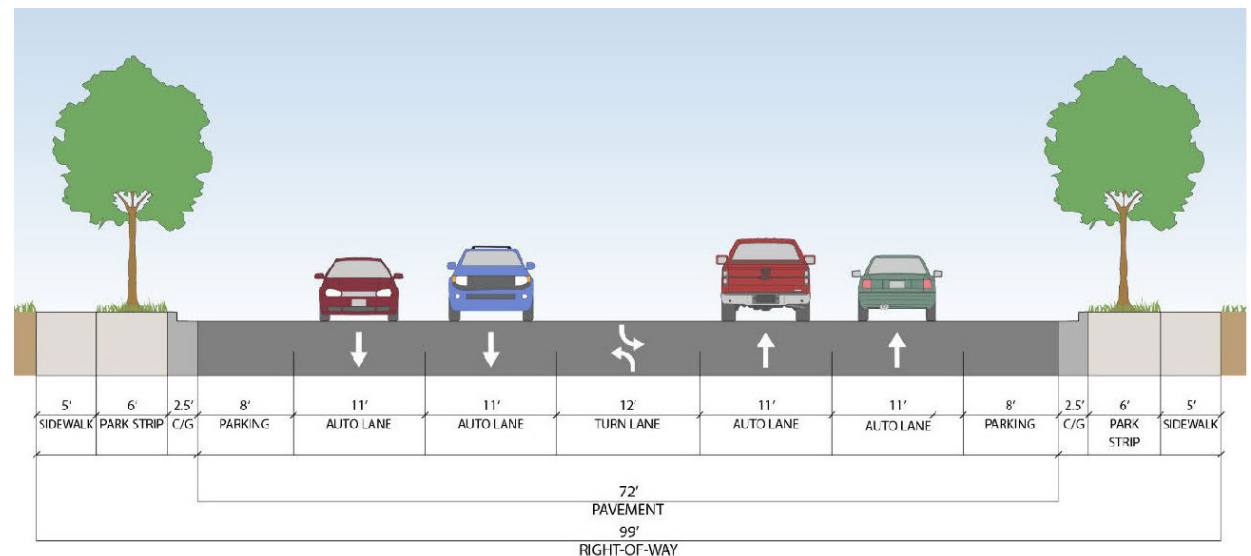 5' 6' 2.5' 8' 11' 11' 12' 11' 11' 8' 2.5' 6' 5'
SIDEWALK PARK STRIP C/G PARKING AUTO LANE AUTO LANE TURN LANE AUTO LANE AUTO LANE PARKING C/G PARK STRIP SIDEWALK
72'
PAVEMENT
99'
RIGHT-OF-WAY